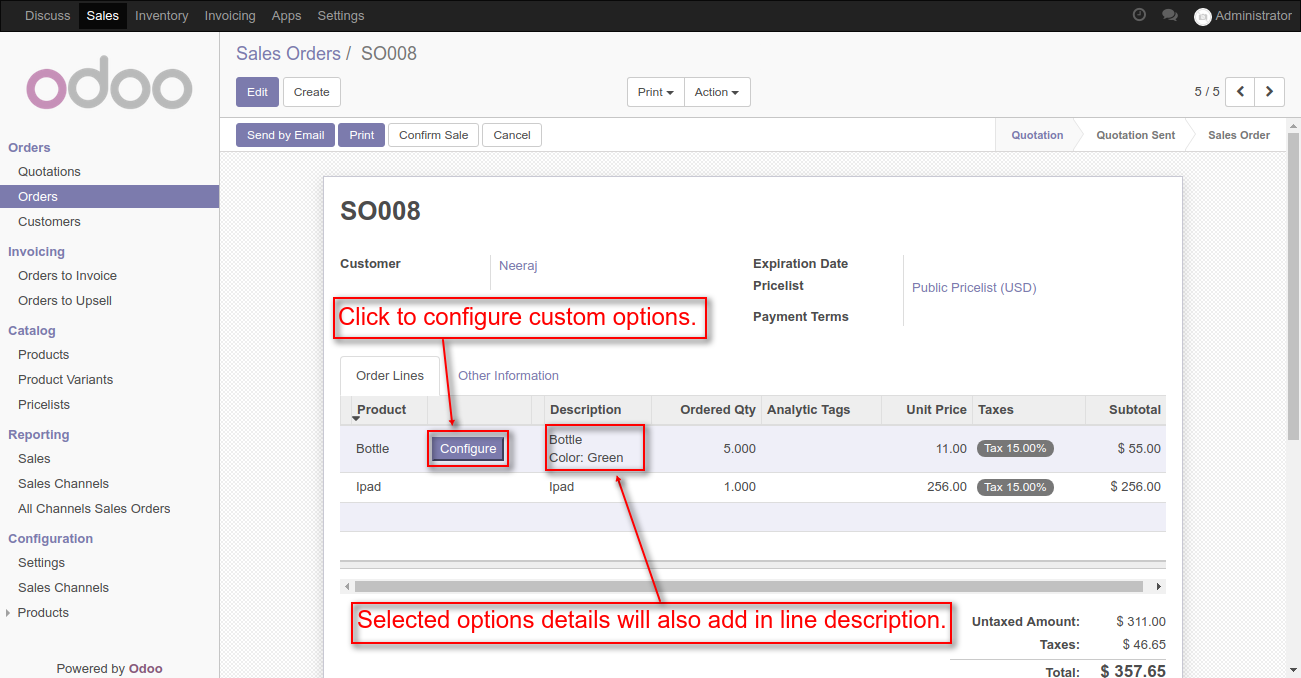 Discuss Sales Inventory Invoicing Apps Settings Administrator
odoo
Orders
Quotations
Orders
Customers
Invoicing
Orders to Invoice
Orders to Upsell
Catalog
Products
Product Variants
Pricelists
Reporting
Sales
Sales Channels
All Channels Sales Orders
Configuration
Settings
Sales Channels
Products
Powered by Odoo
Sales Orders / SO008
Edit Create Print Action 5 / 5
Send by Email Print Confirm Sale Cancel Quotation Quotation Sent Sales Order
SO008
Customer Neeraj
Expiration Date
Pricelist Public Pricelist (USD)
Payment Terms
Click to configure custom options.
Order Lines Other Information
Product Description Ordered Qty Analytic Tags Unit Price Taxes Subtotal
Bottle Configure Bottle
Color: Green 5.000 11.00 Tax 15.00% $ 55.00
Ipad Ipad 1.000 256.00 Tax 15.00% $ 256.00
Selected options details will also add in line description.
Untaxed Amount: $ 311.00
Taxes: $ 46.65
Total: $ 357.65